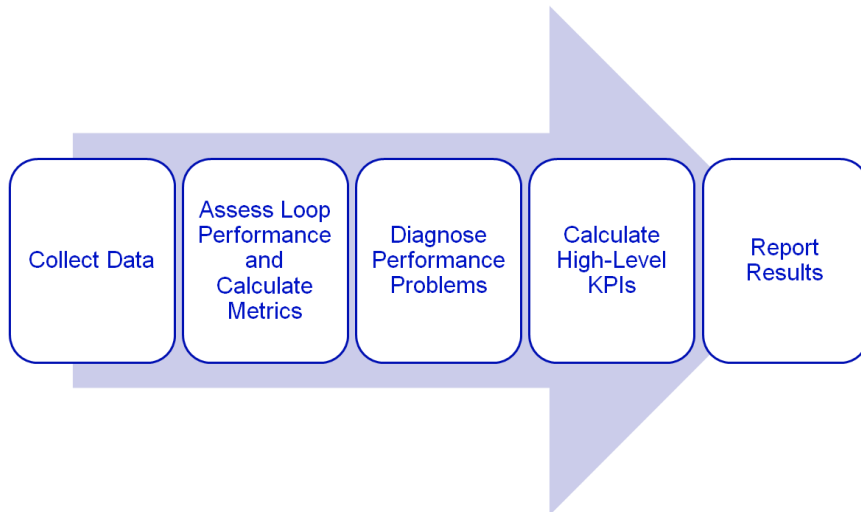 Collect Data
Assess Loop
Performance
and
Calculate
Metrics
Diagnose
Performance
Problems
Calculate
High-Level
KPIs
Report
Results